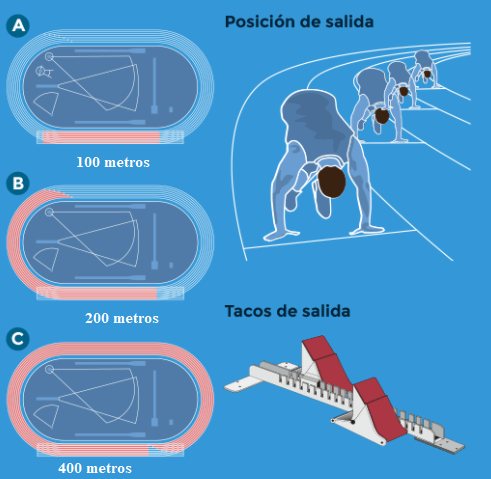 A
100 metros
B
200 metros
C
400 metros
Posición de salida
Tacos de salida